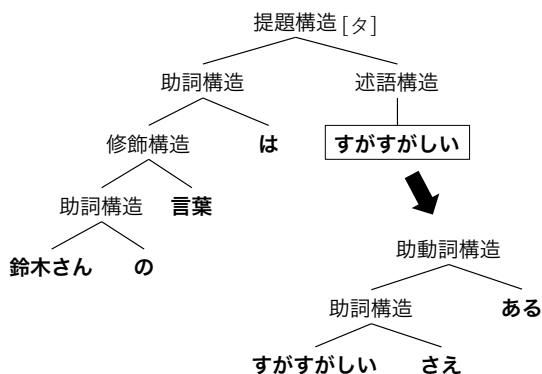 提題構造[タ]
助詞構造 述語構造
修飾構造 は すがすがしい
助詞構造 言葉
鈴木さん の
助動詞構造
助詞構造 ある
すがすがしい さえ